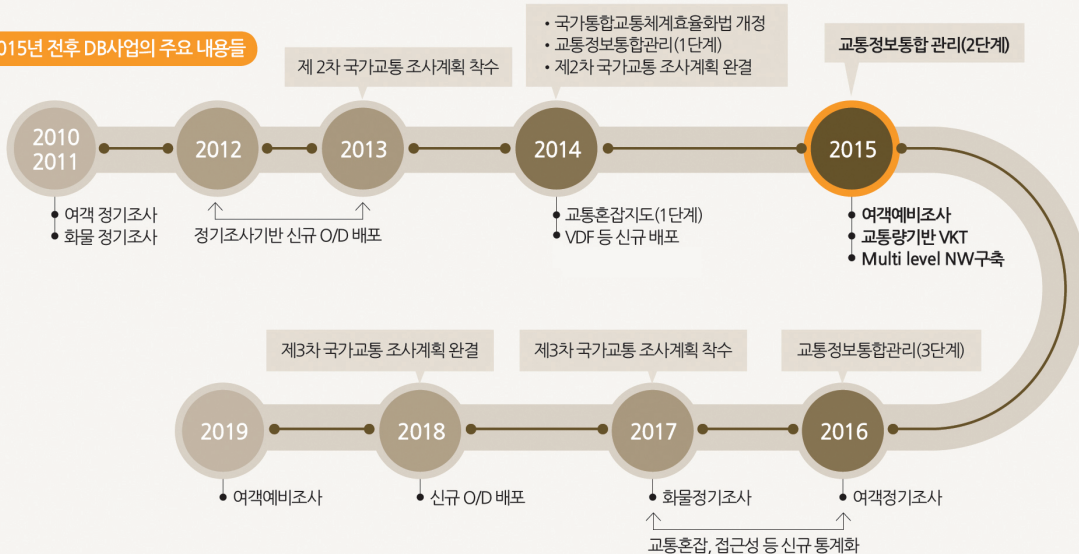 015년 전후 DB사업의 주요 내용들
제 2차 국가교통 조사계획 착수
• 국가통합교통체계효율화법 개정
• 교통정보통합관리(1단계)
• 제2차 국가교통 조사계획 완결
교통정보통합 관리(2단계)
2010
2011
2012
2013
2014
2015
• 여객 정기조사
• 화물 정기조사
정기조사기반 신규 O/D 배포
• 교통혼잡지도(1단계)
• VDF 등 신규 배포
• 여객예비조사
• 교통량기반 VKT
• Multi level NW구축
제3차 국가교통 조사계획 완결
제3차 국가교통 조사계획 착수
교통정보통합관리(3단계)
2019
2018
2017
2016
• 여객예비조사
• 신규 O/D 배포
• 화물정기조사
• 여객정기조사
교통혼잡, 접근성 등 신규 통계화